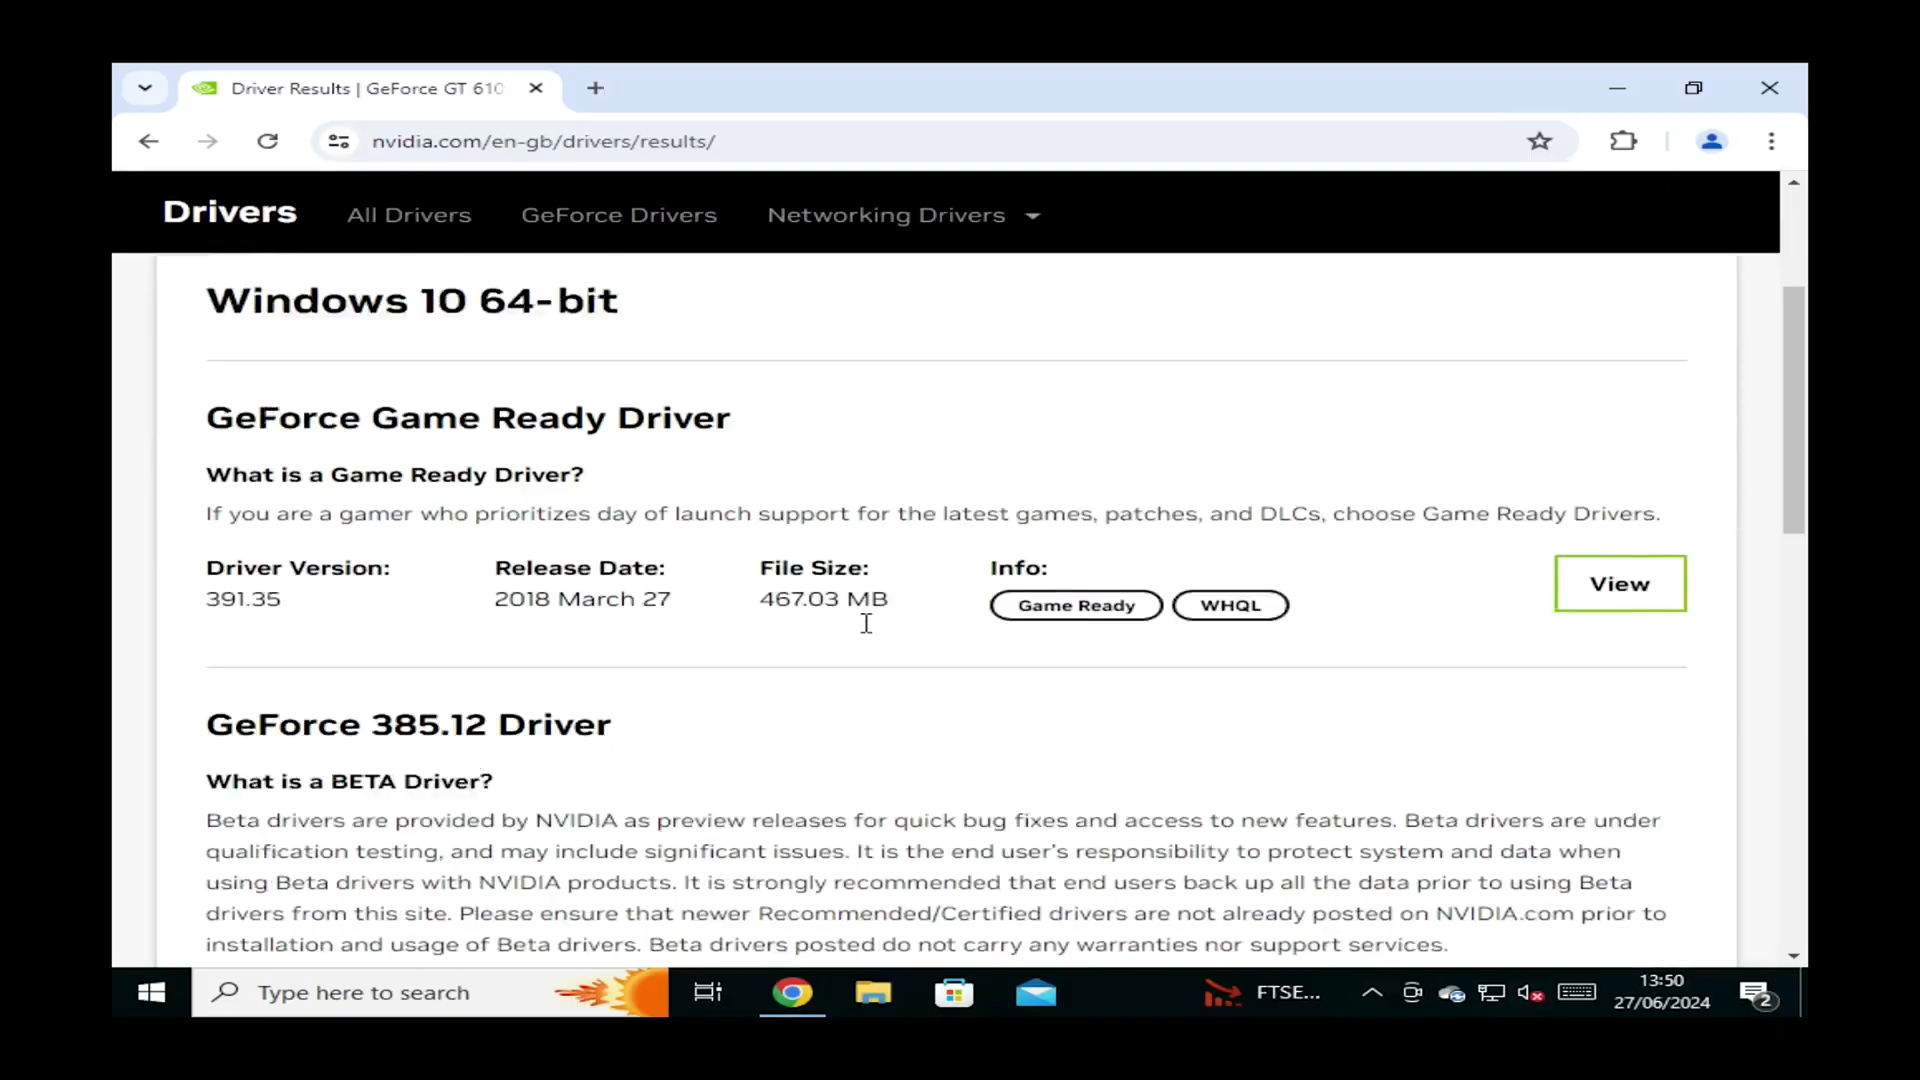 Driver Results | GeForce GT 610
nvidia.com/en-gb/drivers/results/
Drivers
All Drivers
GeForce Drivers
Networking Drivers
Windows 10 64-bit
GeForce Game Ready Driver
What is a Game Ready Driver?
If you are a gamer who prioritizes day of launch support for the latest games, patches, and DLCs, choose Game Ready Drivers.
Driver Version:
391.35
Release Date:
2018 March 27
File Size:
467.03 MB
Info:
Game Ready
WHQL
View
GeForce 385.12 Driver
What is a BETA Driver?
Beta drivers are provided by NVIDIA as preview releases for quick bug fixes and access to new features. Beta drivers are under
qualification testing, and may include significant issues. It is the end user's responsibility to protect system and data when
using Beta drivers with NVIDIA products. It is strongly recommended that end users back up all the data prior to using Beta
drivers from this site. Please ensure that newer Recommended/Certified drivers are not already posted on NVIDIA.com prior to
installation and usage of Beta drivers. Beta drivers posted do not carry any warranties nor support services.
Type here to search
FTSE...
13:50
27/06/2024
2